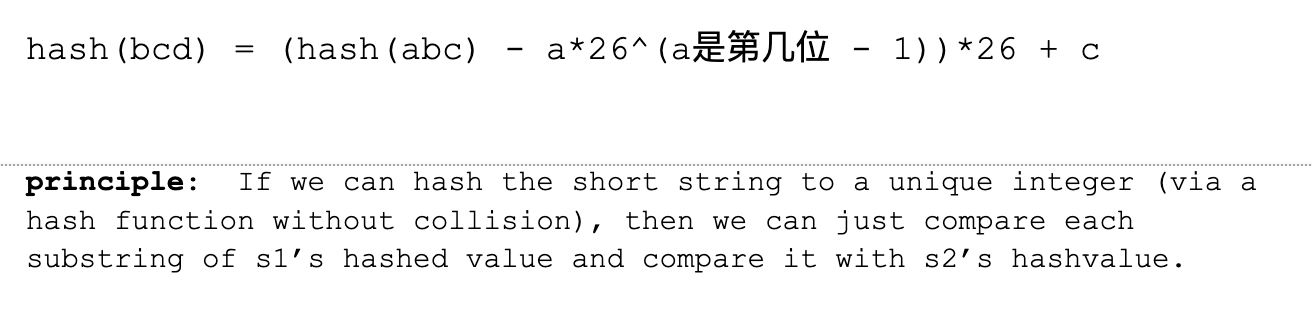 hash(bcd) = (hash(abc) - a*26^(a是第几位 - 1))*26 + c
principle: If we can hash the short string to a unique integer (via a
hash function without collision), then we can just compare each
substring of s1’s hashed value and compare it with s2’s hashvalue.